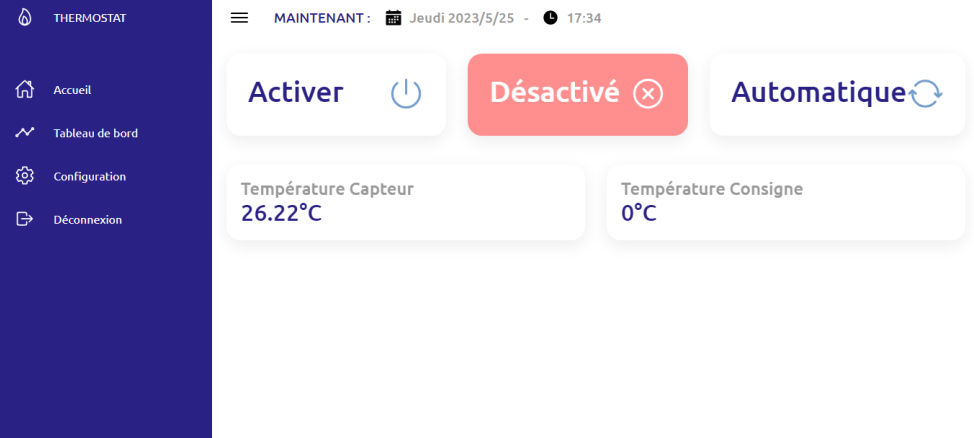 THERMOSTAT
MAINTENANT : Jeudi 2023/5/25 - 17:34
Accueil
Tableau de bord
Configuration
Déconnexion
Activer
Désactivé
Automatique
Température Capteur
26.22°C
Température Consigne
0°C